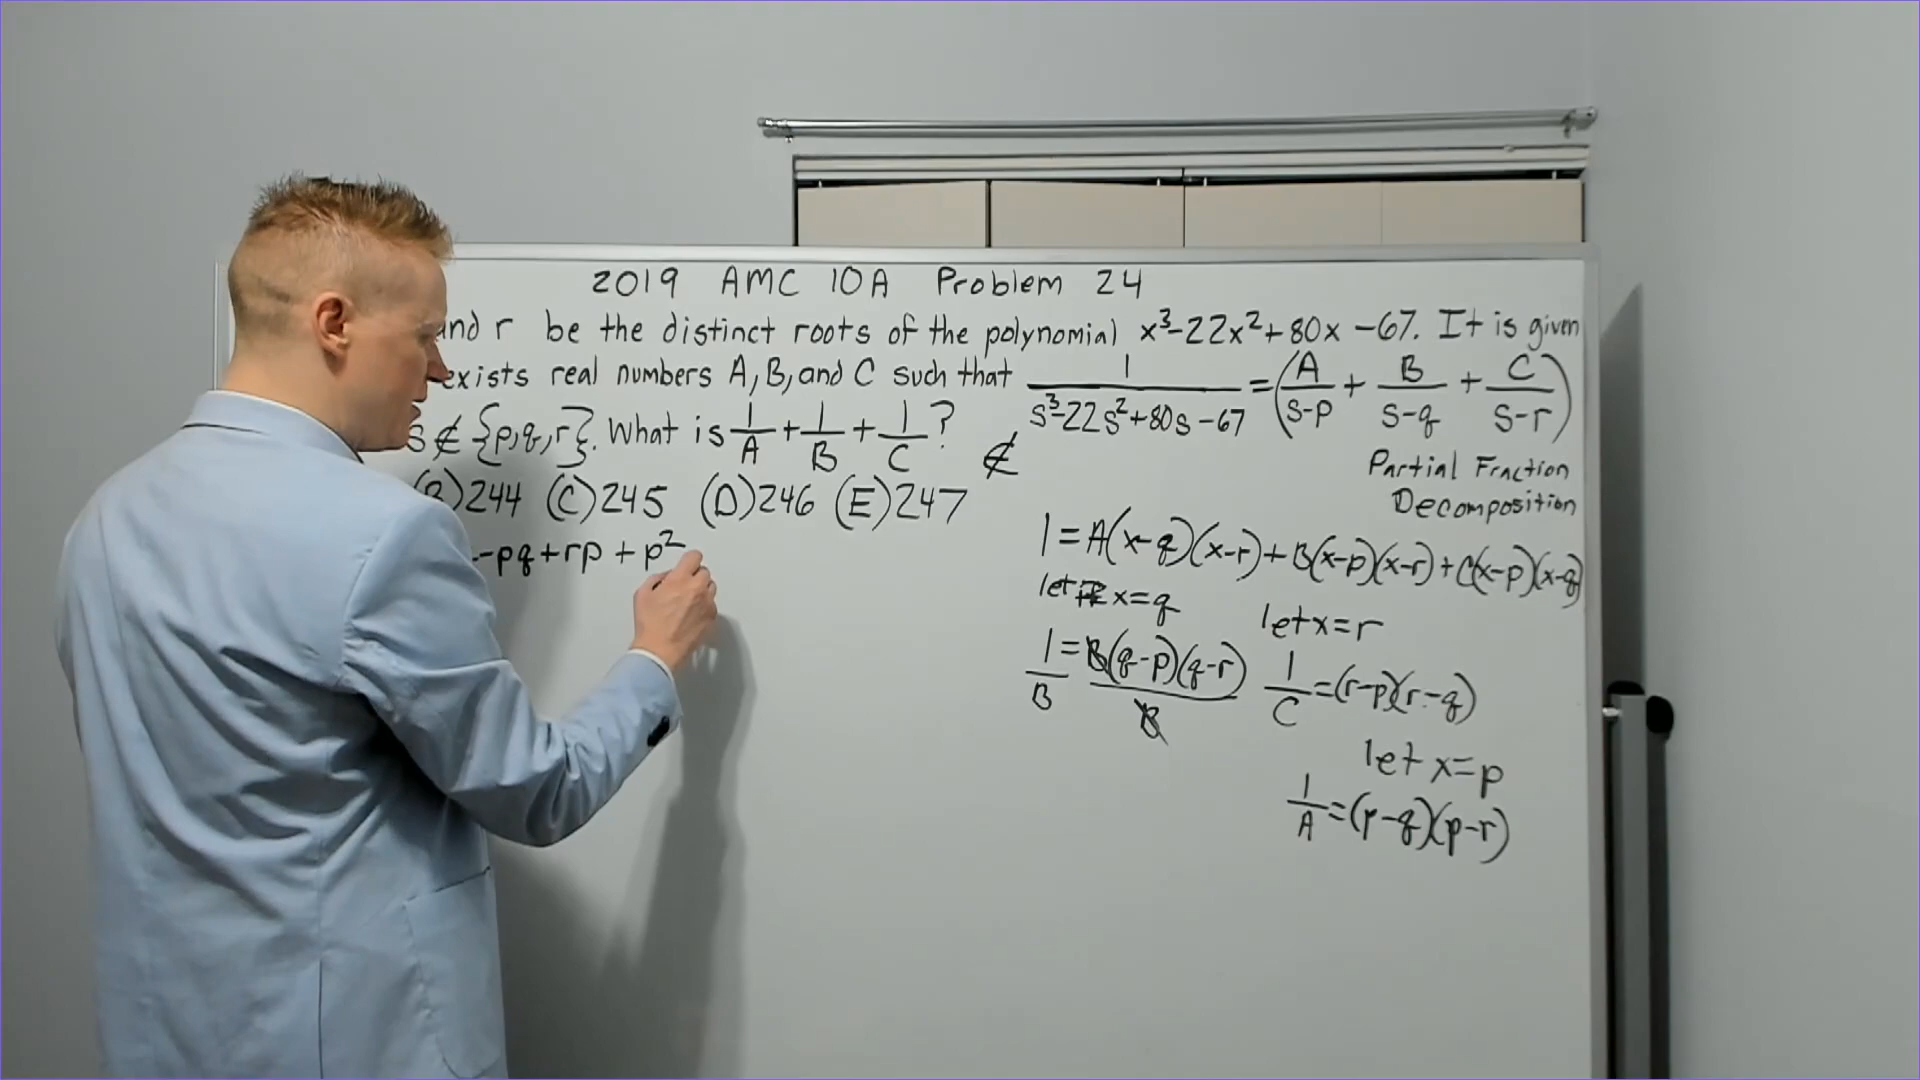 2019 AMC 10A Problem 24
and r be the distinct roots of the polynomial x³-22x²+80x-67. It is given
exists real numbers A, B, and C such that 1/(s³-22s²+80s-67) = (A/(s-p) + B/(s-q) + C/(s-r))
s ∉ {p,q,r}. What is 1/A + 1/B + 1/C ? ∉
(B) 244 (C) 245 (D) 246 (E) 247
Partial Fraction
Decomposition
-pq+rp+p²
1=A(x-q)(x-r)+B(x-p)(x-r)+C(x-p)(x-q)
let x=q
1/B = B(q-p)(q-r)/B
let x=r
1/C=(r-p)(r-q)
let x=p
1/A=(p-q)(p-r)